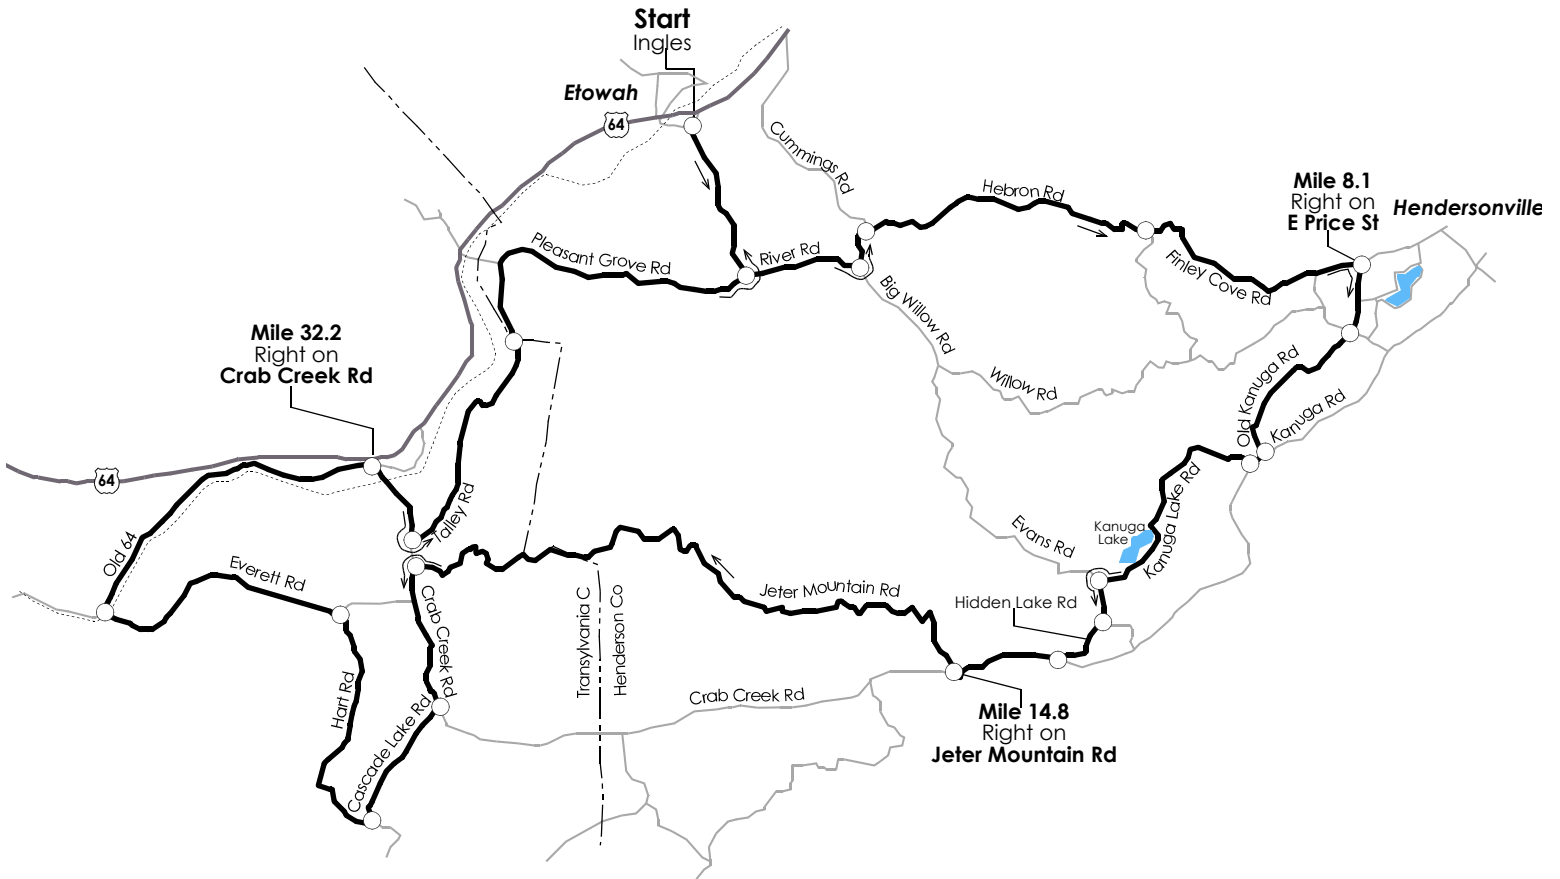 Start
Ingles
Etowah
64
Cummings Rd
Hebron Rd
Mile 8.1
Right on
E Price St
Hendersonville
Pleasant Grove Rd
River Rd
Finley Cove Rd
Big Willow Rd
Mile 32.2
Right on
Crab Creek Rd
Willow Rd
Old Kanuga Rd
Kanuga Rd
64
Talley Rd
Kanuga Lake Rd
Evans Rd
Kanuga
Lake
Old 64
Everett Rd
Jeter Mountain Rd
Hidden Lake Rd
Crab Creek Rd
Transylvania C
Henderson Co
Hart Rd
Cascade Lake Rd
Crab Creek Rd
Mile 14.8
Right on
Jeter Mountain Rd